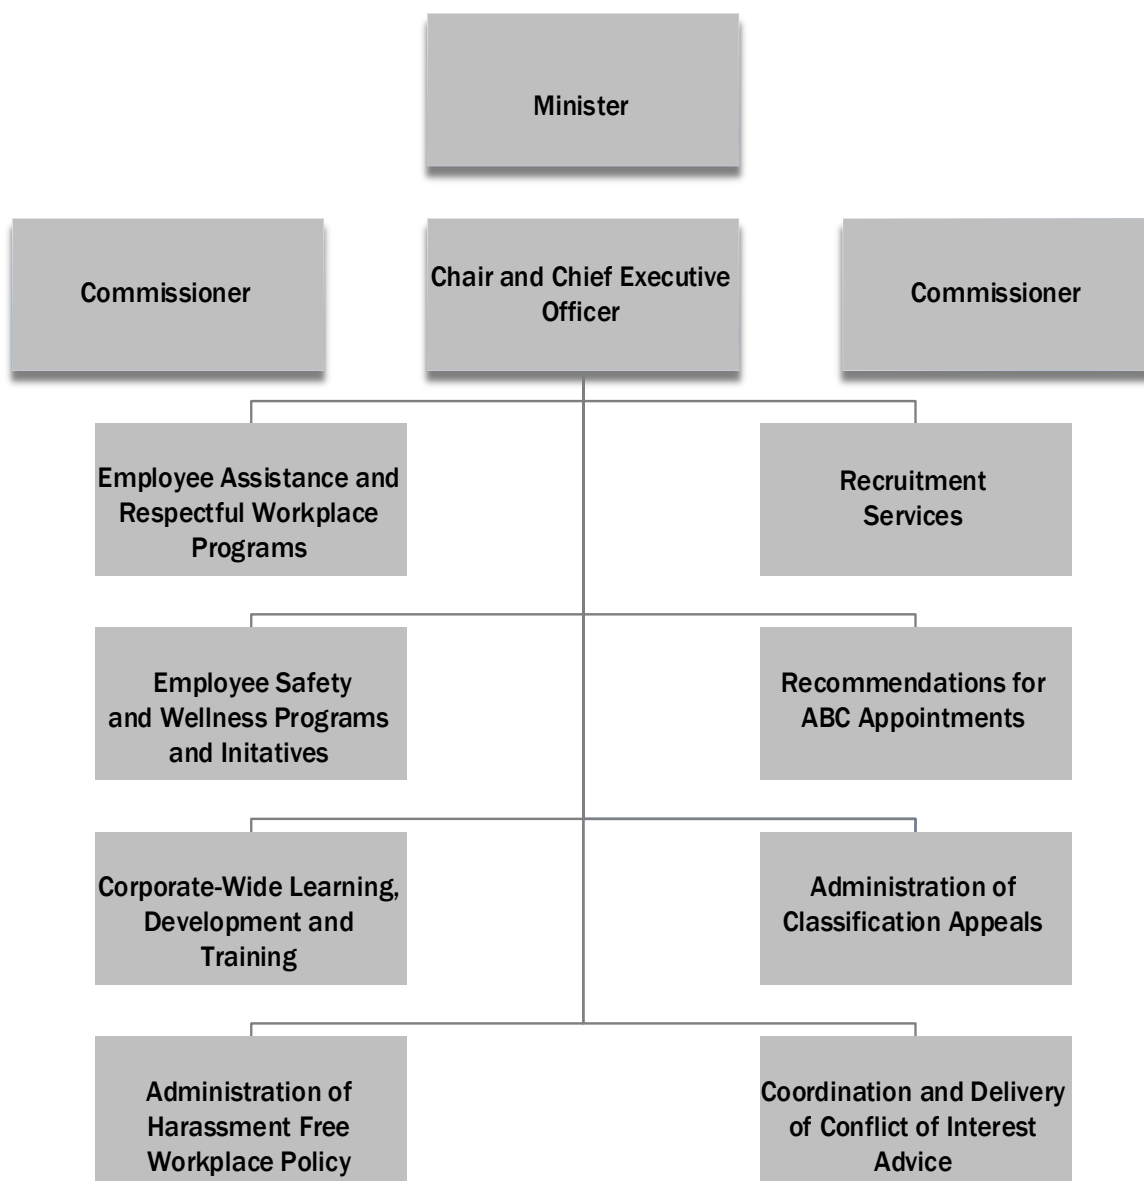 Minister
Commissioner
Chair and Chief Executive
Officer
Commissioner
Employee Assistance and
Respectful Workplace
Programs
Recruitment
Services
Employee Safety
and Wellness Programs
and Initatives
Recommendations for
ABC Appointments
Corporate-Wide Learning,
Development and
Training
Administration of
Classification Appeals
Administration of
Harassment Free
Workplace Policy
Coordination and Delivery
of Conflict of Interest
Advice